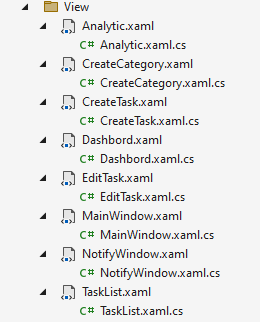 View
Analytic.xaml
C# Analytic.xaml.cs
CreateCategory.xaml
C# CreateCategory.xaml.cs
CreateTask.xaml
C# CreateTask.xaml.cs
Dashbord.xaml
C# Dashbord.xaml.cs
EditTask.xaml
C# EditTask.xaml.cs
MainWindow.xaml
C# MainWindow.xaml.cs
NotifyWindow.xaml
C# NotifyWindow.xaml.cs
TaskList.xaml
C# TaskList.xaml.cs